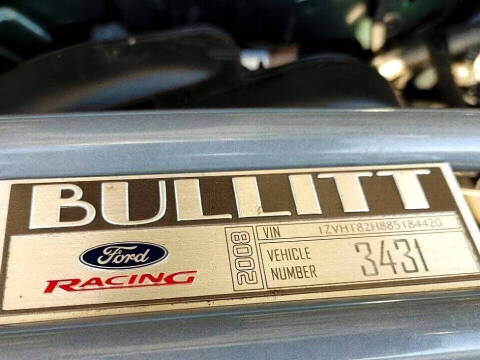 BULLITT
Ford
RACING
2008
VIN 1ZVHT82H885184420
VEHICLE NUMBER 3431